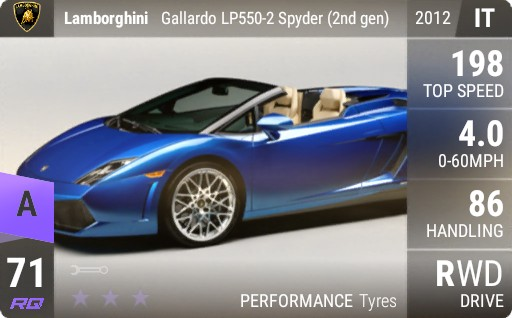 Lamborghini Gallardo LP550-2 Spyder (2nd gen) 2012 IT
198
TOP SPEED
4.0
0-60MPH
86
HANDLING
A
71
RQ
RWD
DRIVE
PERFORMANCE Tyres